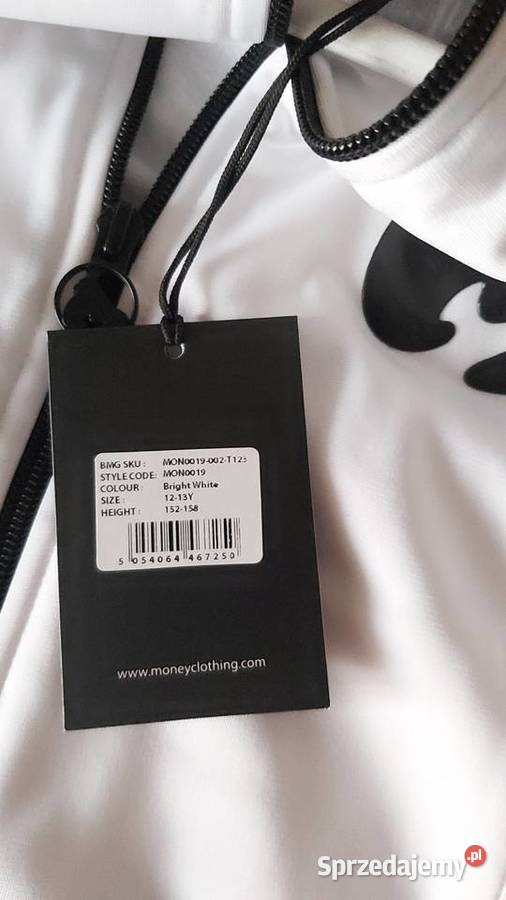 BMG SKU : MON0019-002-T123
STYLE CODE: MON0019
COLOUR : Bright White
SIZE : 12-13Y
HEIGHT : 152-158
5 054064 467250
www.moneyclothing.com
Sprzedajemy.pl